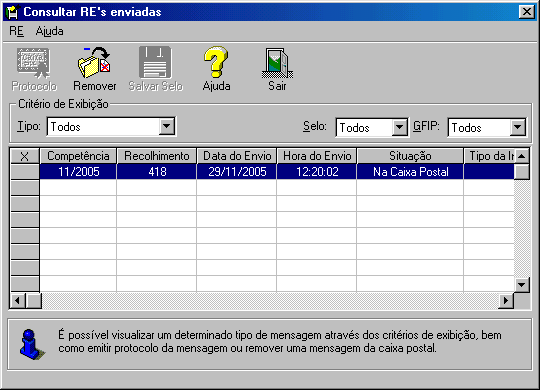 Consultar RE's enviadas
RE Ajuda
Protocolo Remover Salvar Selo Ajuda Sair
Critério de Exibição
Tipo: Todos Selo: Todos GFIP: Todos
X Competência Recolhimento Data do Envio Hora do Envio Situação Tipo da In
11/2005 418 29/11/2005 12:20:02 Na Caixa Postal
É possível visualizar um determinado tipo de mensagem através dos critérios de exibição, bem
como emitir protocolo da mensagem ou remover uma mensagem da caixa postal.